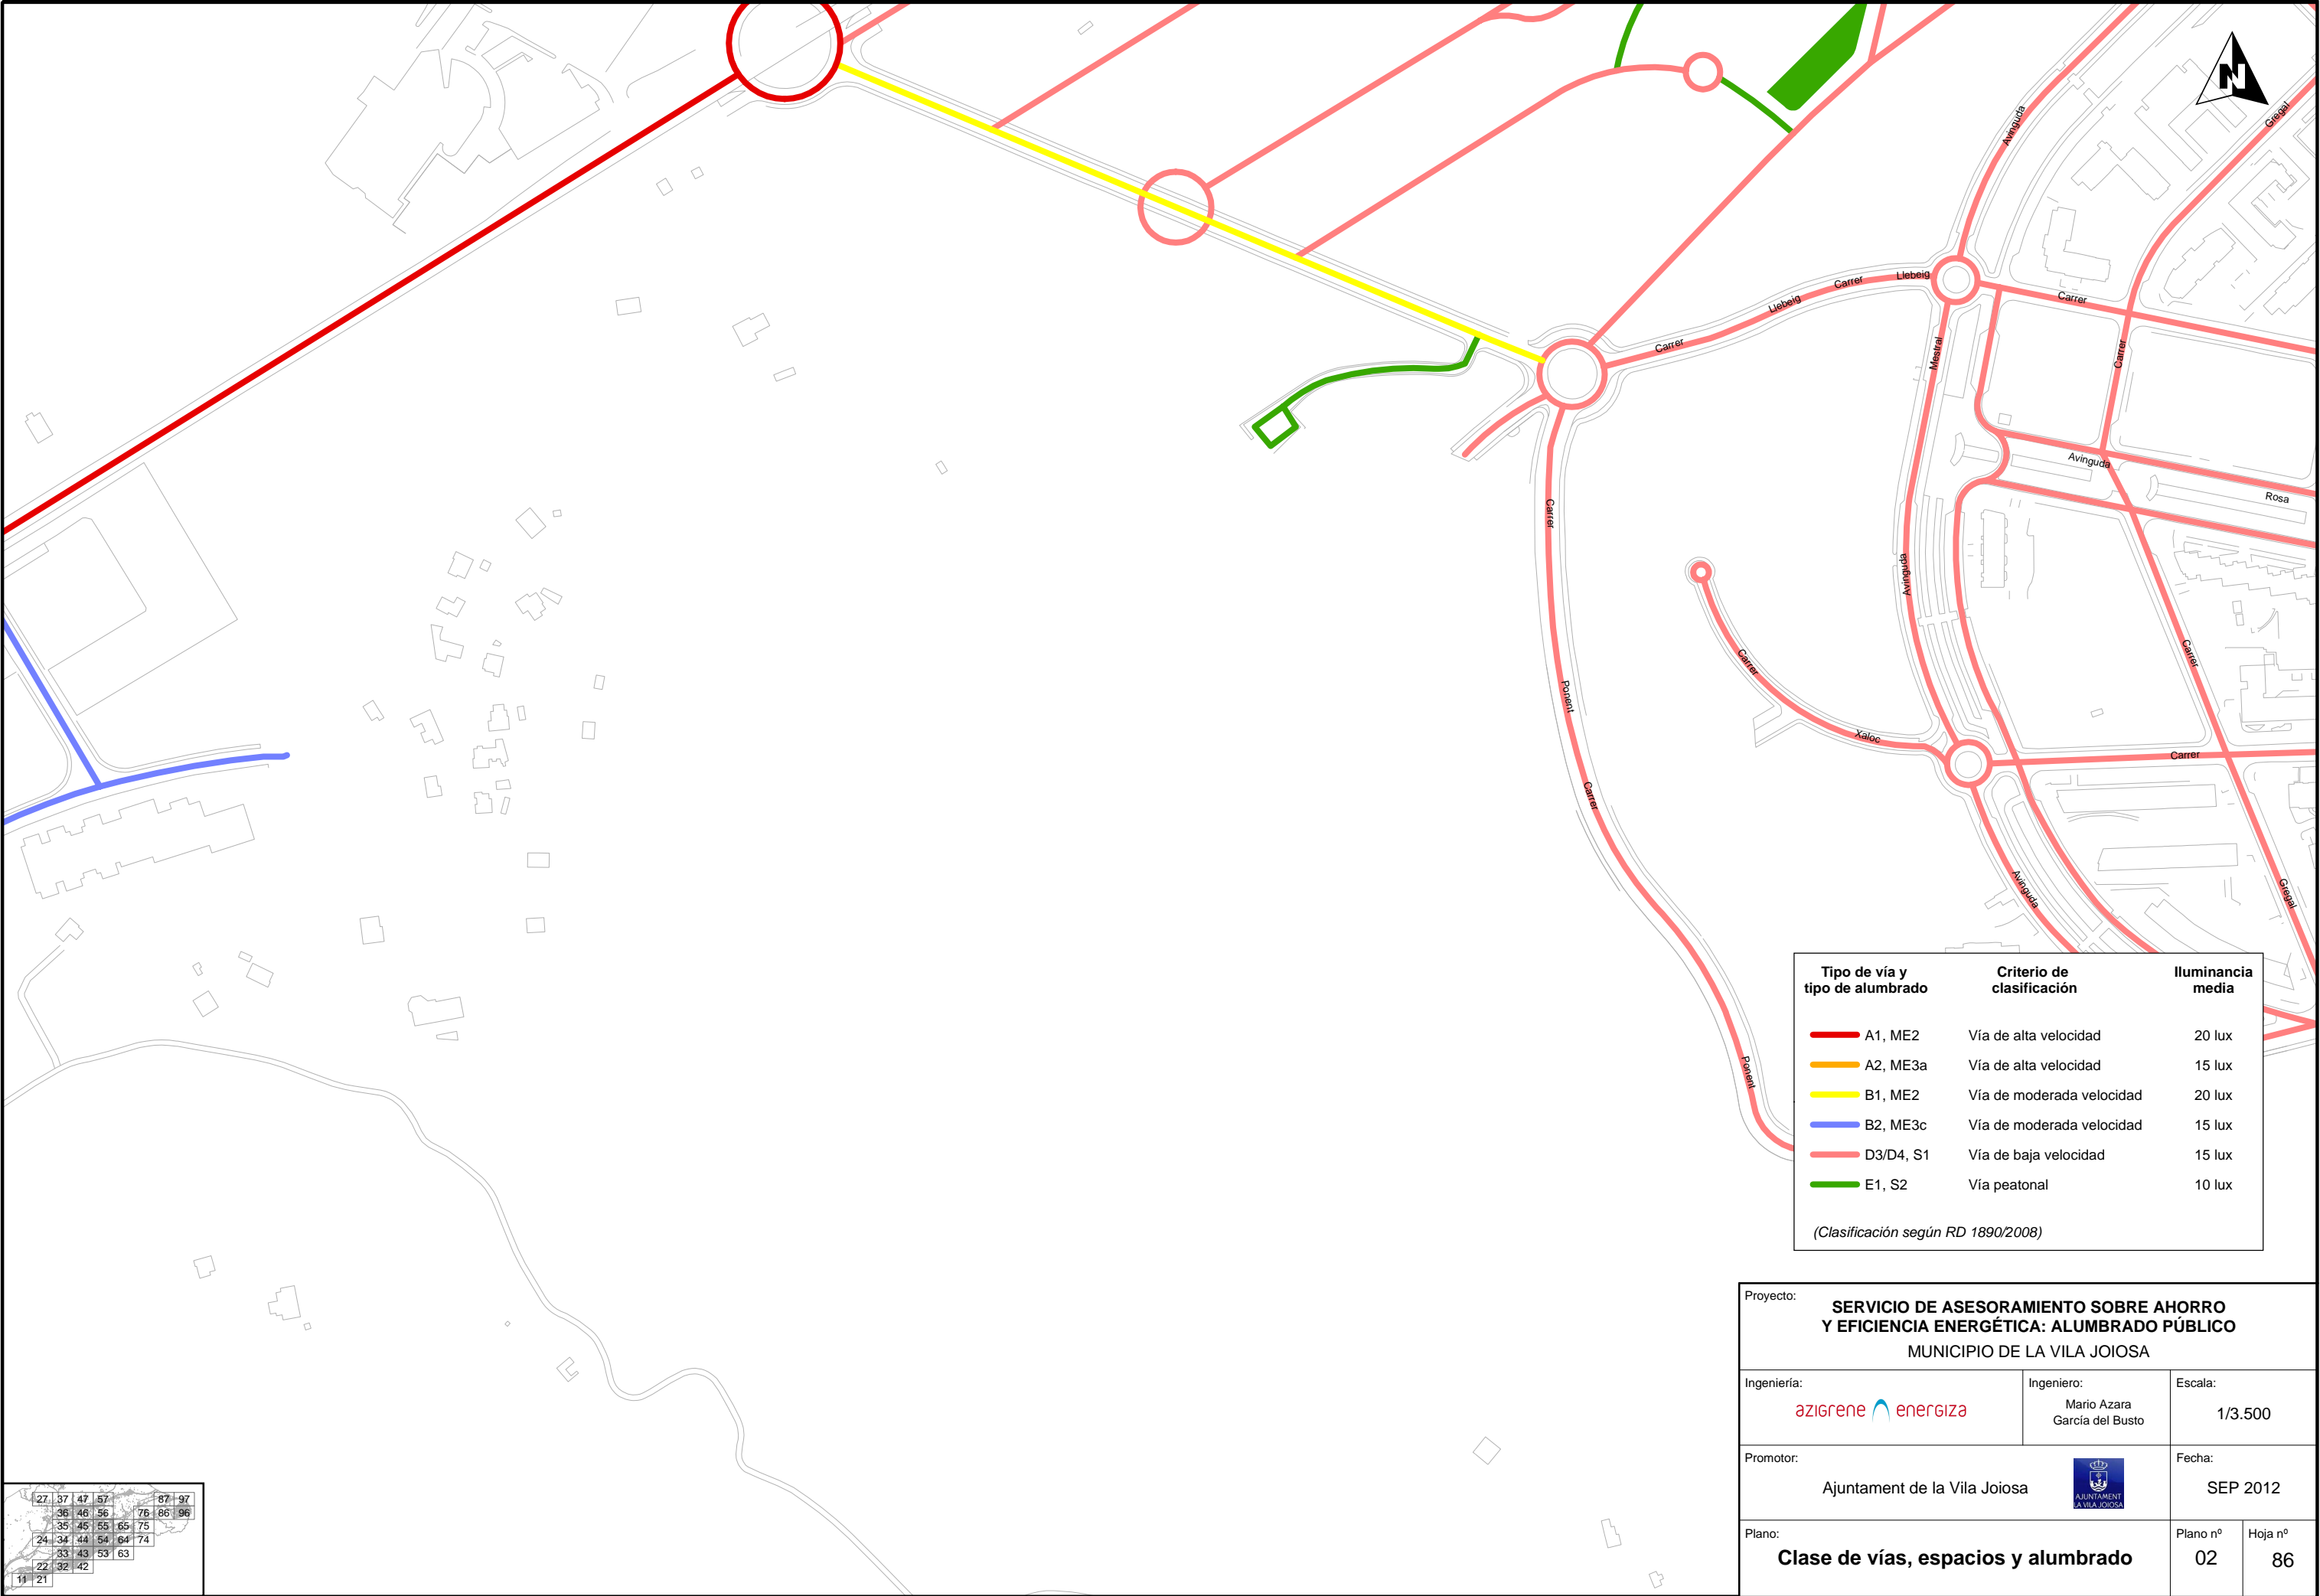 N
Avinguda
Gregal
Carrer
Llebeig
Carrer
Llebeig
Carrer
Mestral
Carrer
Carrer
Avinguda
Rosa
Carrer
Avinguda
Carrer
Carrer
Ponent
Xaloc
Carrer
Carrer
Avinguda
Gregal
Ponent
Tipo de vía y tipo de alumbrado
Criterio de clasificación
Iluminancia media
A1, ME2 Vía de alta velocidad 20 lux
A2, ME3a Vía de alta velocidad 15 lux
B1, ME2 Vía de moderada velocidad 20 lux
B2, ME3c Vía de moderada velocidad 15 lux
D3/D4, S1 Vía de baja velocidad 15 lux
E1, S2 Vía peatonal 10 lux
(Clasificación según RD 1890/2008)
Proyecto:
SERVICIO DE ASESORAMIENTO SOBRE AHORRO
Y EFICIENCIA ENERGÉTICA: ALUMBRADO PÚBLICO
MUNICIPIO DE LA VILA JOIOSA
Ingeniería:
azigrene energiza
Ingeniero:
Mario Azara
García del Busto
Escala:
1/3.500
Promotor:
Ajuntament de la Vila Joiosa
AJUNTAMENT
LA VILA JOIOSA
Fecha:
SEP 2012
Plano:
Clase de vías, espacios y alumbrado
Plano nº
02
Hoja nº
86
27 37 47 57 87 97
36 46 56 76 86 96
35 45 55 65 75
24 34 44 54 64 74
33 43 53 63
22 32 42
11 21